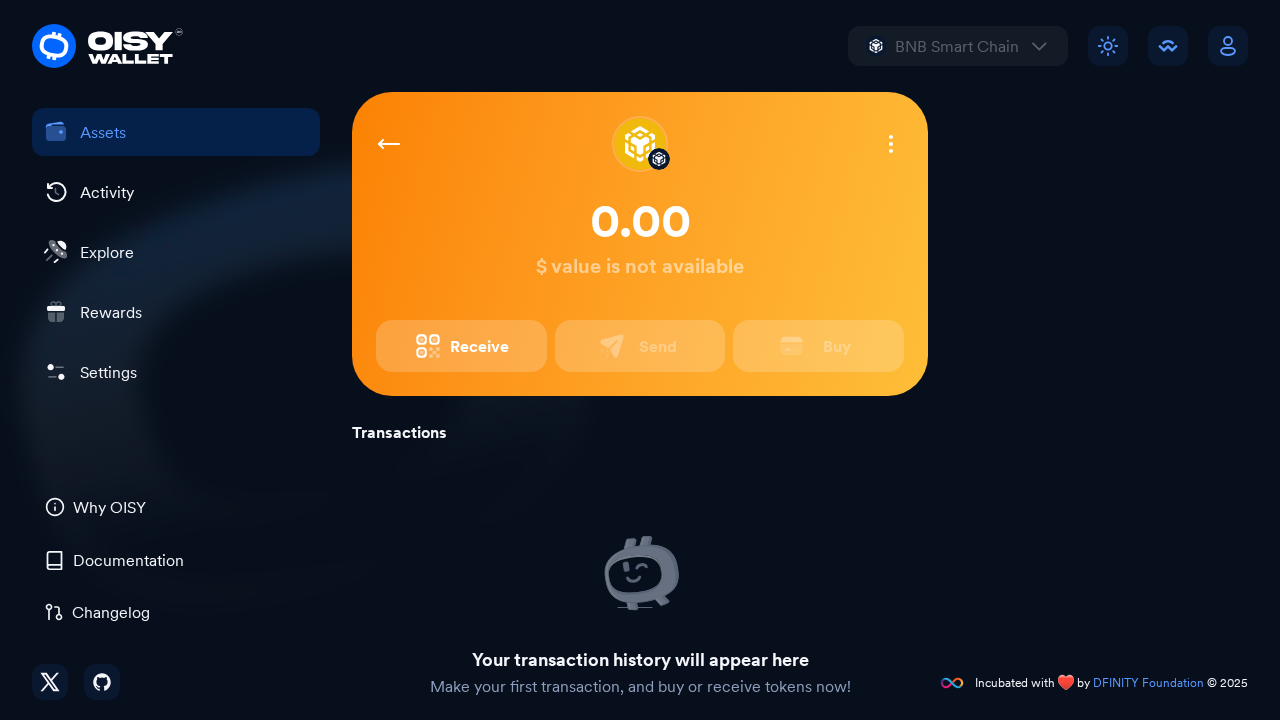 OISY
WALLET
BNB Smart Chain
Assets
Activity
Explore
Rewards
Settings
Why OISY
Documentation
Changelog
0.00
$ value is not available
Receive
Send
Buy
Transactions
Your transaction history will appear here
Make your first transaction, and buy or receive tokens now!
Incubated with ❤️ by DFINITY Foundation © 2025